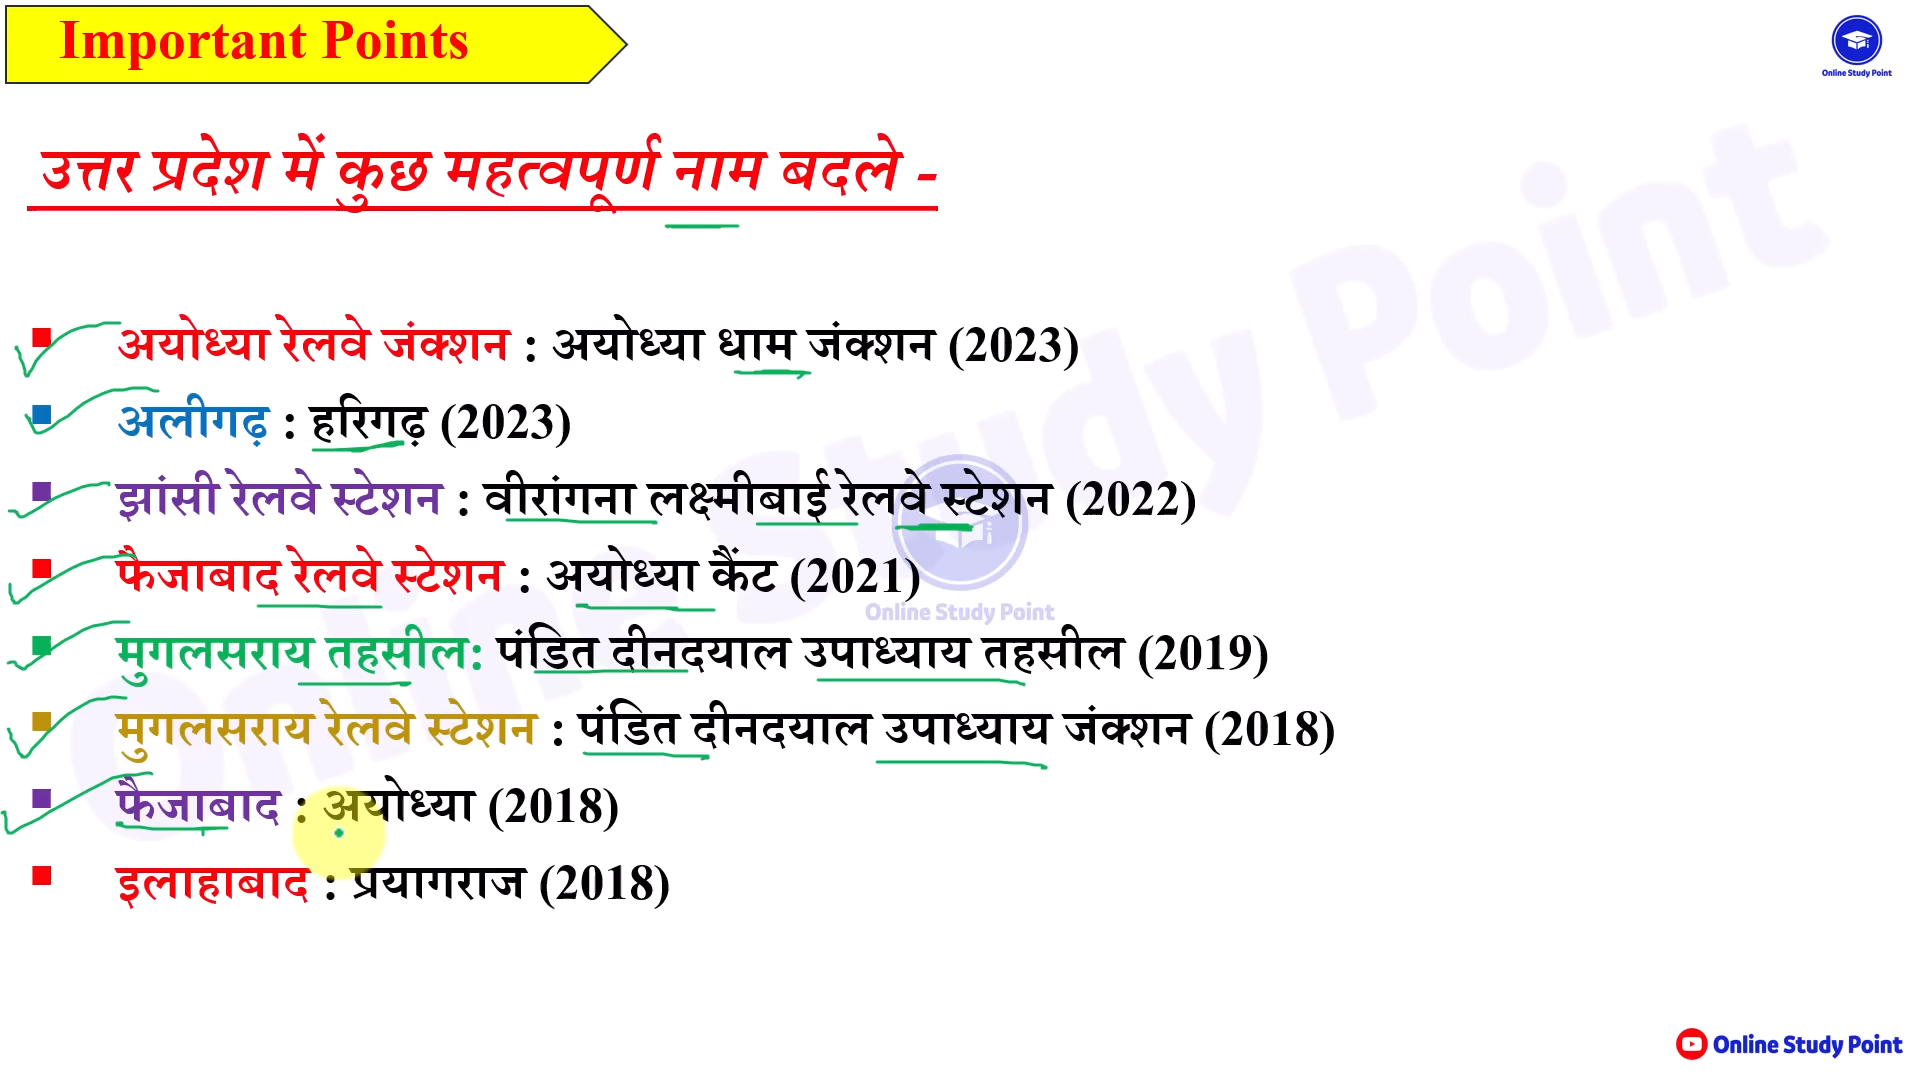 Important Points
Online Study Point
उत्तर प्रदेश में कुछ महत्वपूर्ण नाम बदले -
अयोध्या रेलवे जंक्शन : अयोध्या धाम जंक्शन (2023)
अलीगढ़ : हरिगढ़ (2023)
झांसी रेलवे स्टेशन : वीरांगना लक्ष्मीबाई रेलवे स्टेशन (2022)
फैजाबाद रेलवे स्टेशन : अयोध्या कैंट (2021)
Online Study Point
मुगलसराय तहसील: पंडित दीनदयाल उपाध्याय तहसील (2019)
मुगलसराय रेलवे स्टेशन : पंडित दीनदयाल उपाध्याय जंक्शन (2018)
फैजाबाद : अयोध्या (2018)
इलाहाबाद : प्रयागराज (2018)
Online Study Point
Online Study Point